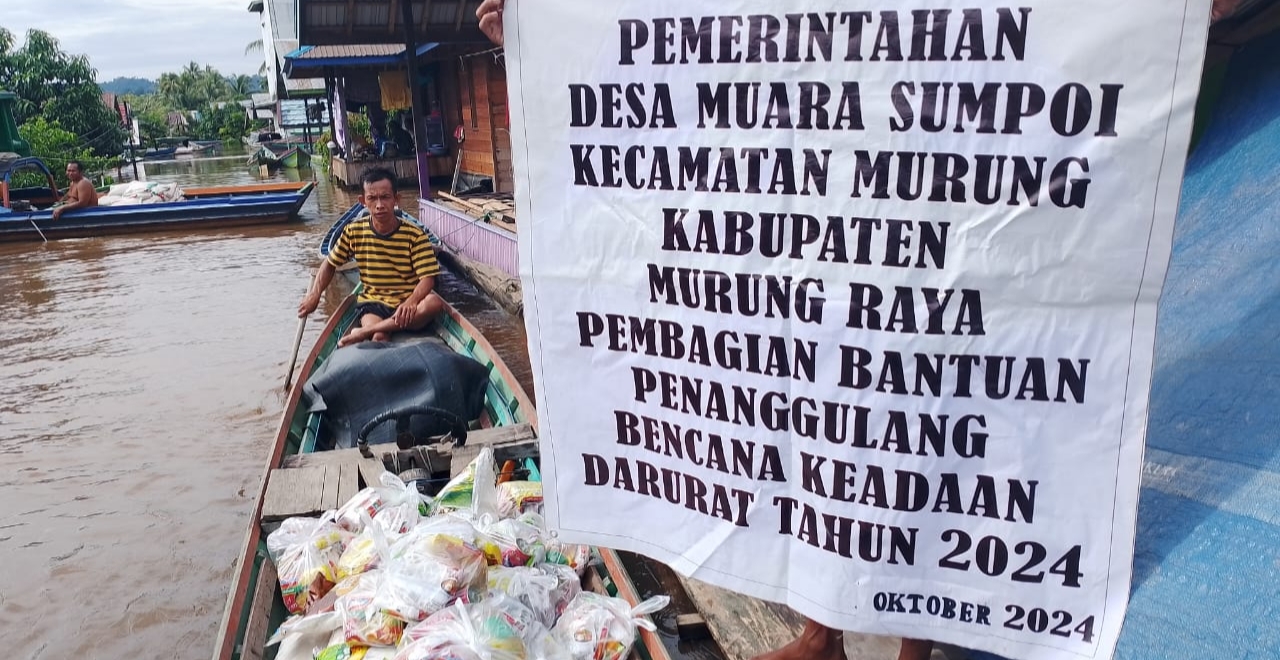 PEMERINTAHAN
DESA MUARA SUMPOI
KECAMATAN MURUNG
KABUPATEN
MURUNG RAYA
PEMBAGIAN BANTUAN
PENANGGULANG
BENCANA KEADAAN
DARURAT TAHUN 2024
OKTOBER 2024